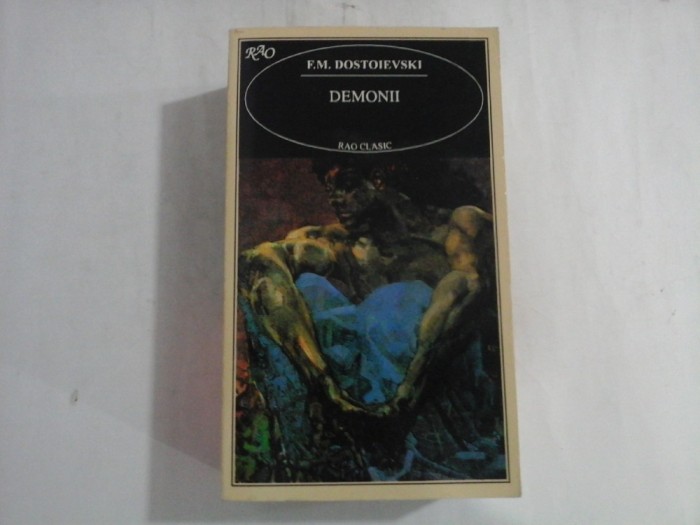 RAO
F.M. DOSTOIEVSKI
DEMONII
RAO CLASIC